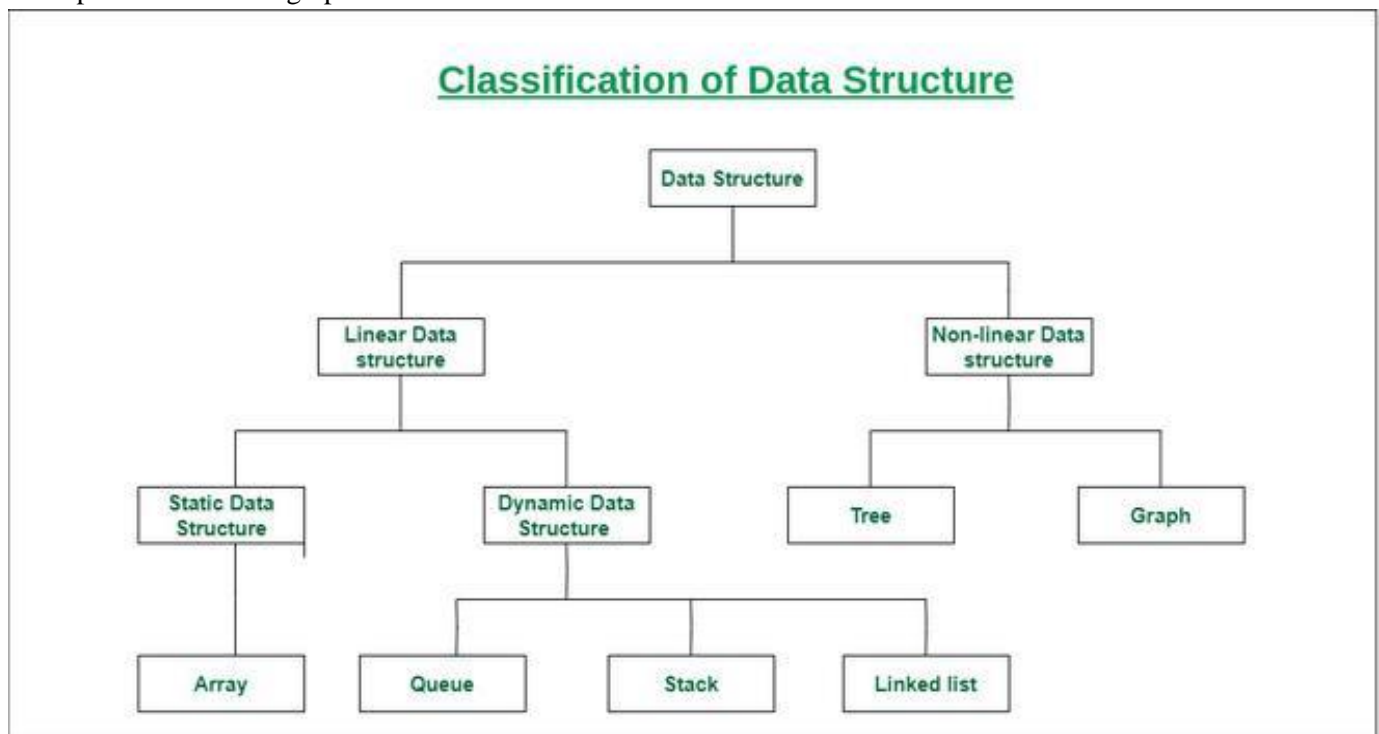 Classification of Data Structure
Data Structure
Linear Data
structure
Non-linear Data
structure
Static Data
Structure
Dynamic Data
Structure
Tree
Graph
Array
Queue
Stack
Linked list